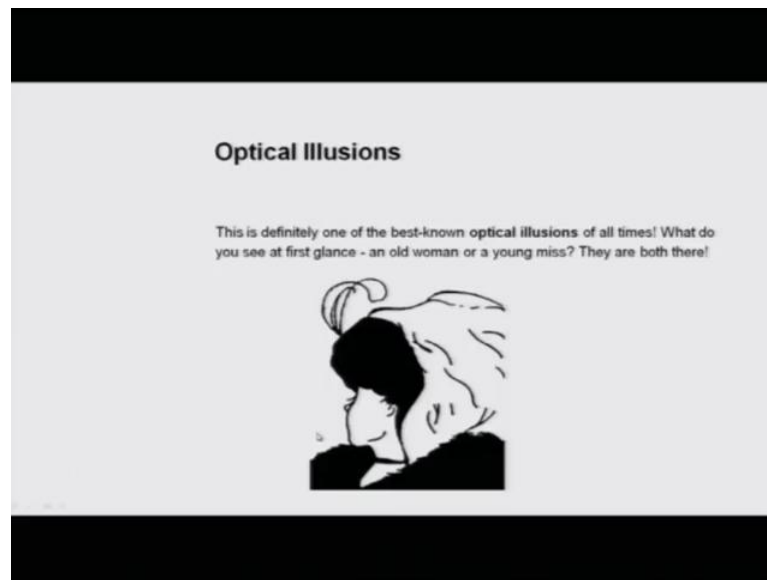 Optical Illusions
This is definitely one of the best-known optical illusions of all times! What do
you see at first glance - an old woman or a young miss? They are both there!